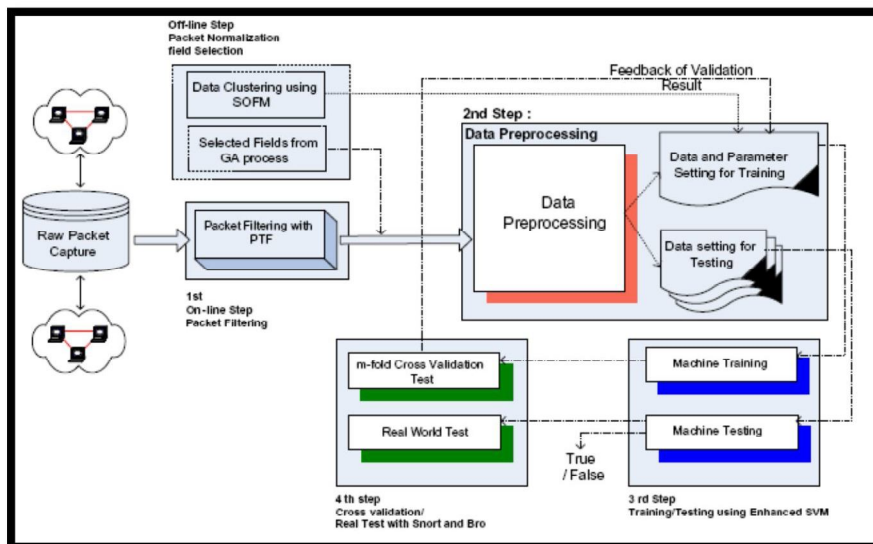 Off-line Step
Packet Normalization
field Selection
Data Clustering using
SOFM
Selected Fields from
GA process
Feedback of Validation
Result
2nd Step :
Data Preprocessing
Data
Preprocessing
Data and Parameter
Setting for Training
Data setting for
Testing
Raw Packet
Capture
Packet Filtering with
PTF
1st
On-line Step
Packet Filtering
m-fold Cross Validation
Test
Real World Test
Machine Training
Machine Testing
True
/ False
4 th step
Cross validation/
Real Test with Snort and Bro
3 rd Step
Training/Testing using Enhanced SVM